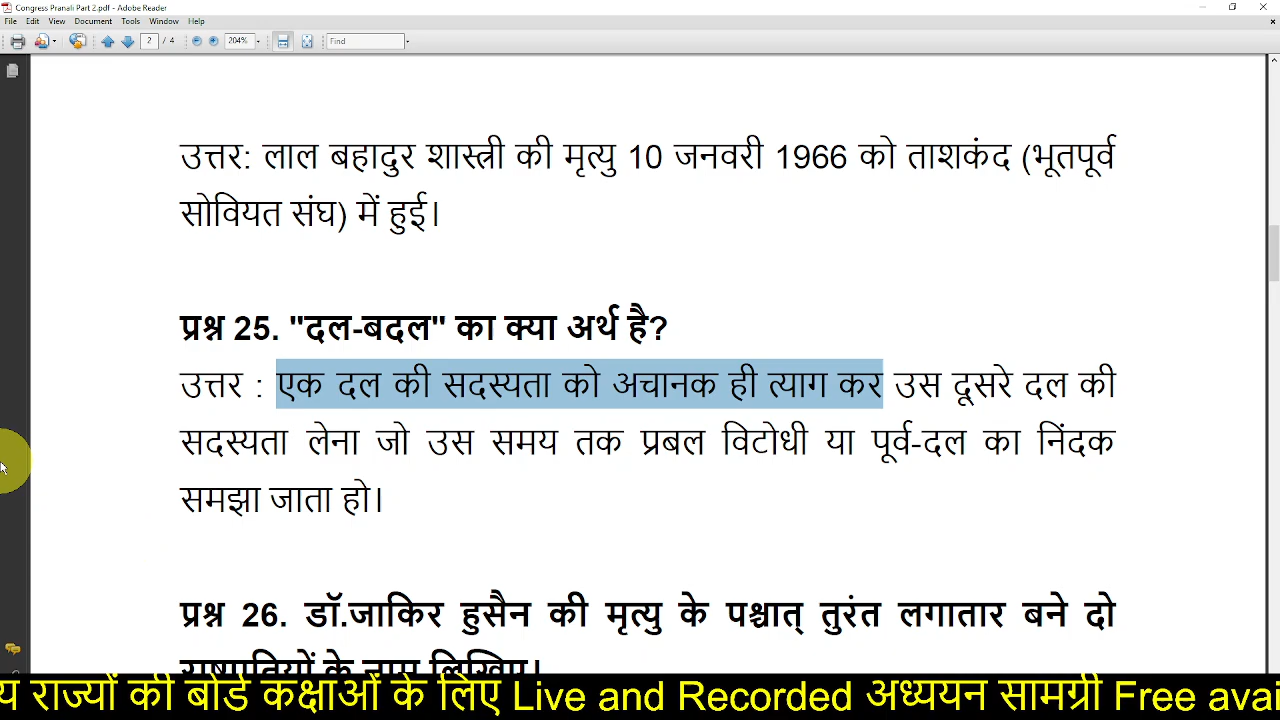 Congress Pranali Part 2.pdf - Adobe Reader
File Edit View Document Tools Window Help
2 / 4 204% Find
उत्तर: लाल बहादुर शास्त्री की मृत्यु 10 जनवरी 1966 को ताशकंद (भूतपूर्व
सोवियत संघ) में हुई।
प्रश्न 25. "दल-बदल" का क्या अर्थ है?
उत्तर : एक दल की सदस्यता को अचानक ही त्याग कर उस दूसरे दल की
सदस्यता लेना जो उस समय तक प्रबल विटोधी या पूर्व-दल का निंदक
समझा जाता हो।
प्रश्न 26. डॉ.जाकिर हुसैन की मृत्यु के पश्चात् तुरंत लगातार बने दो
राष्ट्रपतियों के नाम लिखिए।
य राज्यों की बोर्ड कक्षाओं के लिए Live and Recorded अध्ययन सामग्री Free avai